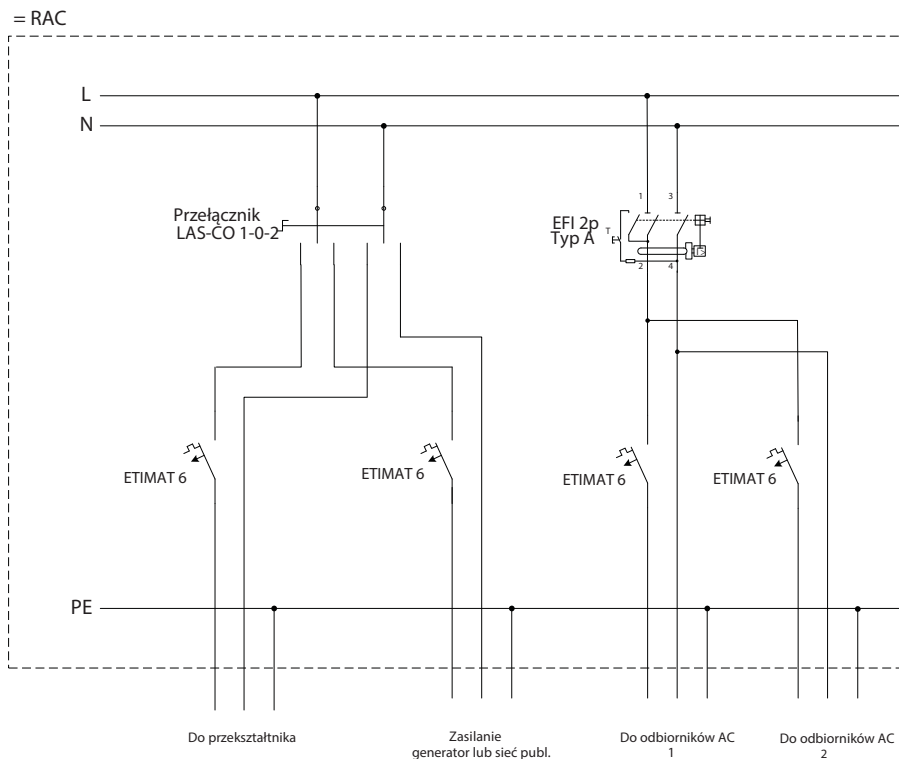 = RAC
L
N
Przełącznik
LAS-CO 1-0-2
EFI 2p
Typ A
T
1
3
2
4
ETIMAT 6
ETIMAT 6
ETIMAT 6
ETIMAT 6
PE
Do przekształtnika
Zasilanie
generator lub sieć publ.
Do odbiorników AC
1
Do odbiorników AC
2